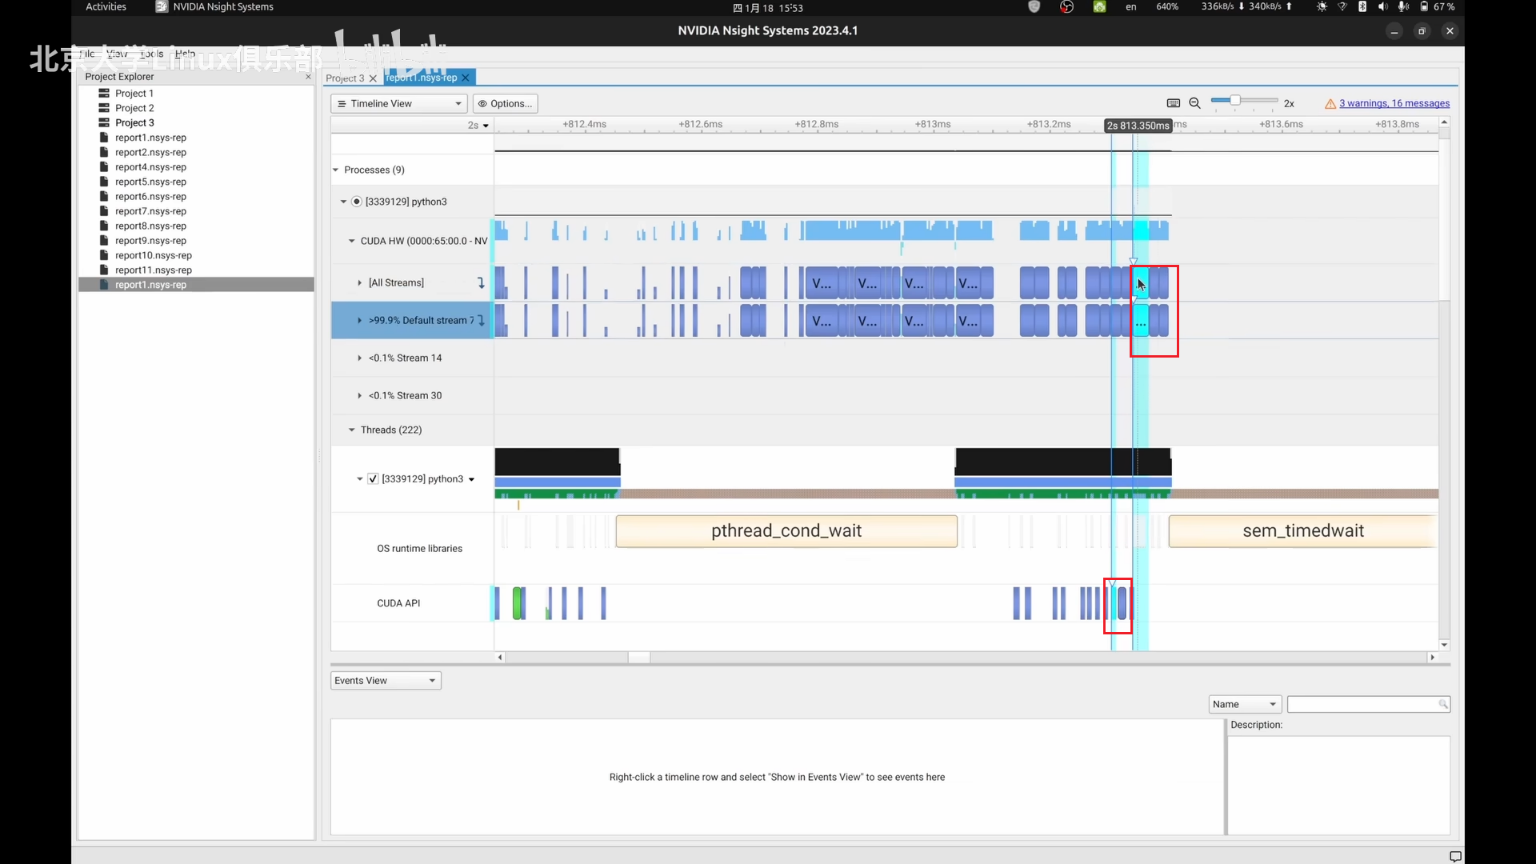 Activities
NVIDIA Nsight Systems
四 1月 18 15•53
en
640%
336kB/s ⬇ 340kB/s ⬆
67 %
NVIDIA Nsight Systems 2023.4.1
北京大学Linux俱乐部
File View Tools Help
Project Explorer
Project 1
Project 2
Project 3
report1.nsys-rep
report2.nsys-rep
report4.nsys-rep
report5.nsys-rep
report6.nsys-rep
report7.nsys-rep
report8.nsys-rep
report9.nsys-rep
report10.nsys-rep
report11.nsys-rep
report1.nsys-rep
Project 3
report1.nsys-rep
Timeline View
Options...
2x
3 warnings, 16 messages
2s
+812.4ms
+812.6ms
+812.8ms
+813ms
+813.2ms
2s 813.350ms
ms
+813.6ms
+813.8ms
Processes (9)
[3339129] python3
CUDA HW (0000:65:00.0 - NV
[All Streams]
V...
V...
V...
V...
>99.9% Default stream 7
V...
V...
V...
V...
...
<0.1% Stream 14
<0.1% Stream 30
Threads (222)
[3339129] python3
OS runtime libraries
pthread_cond_wait
sem_timedwait
CUDA API
Events View
Name
Description:
Right-click a timeline row and select "Show in Events View" to see events here